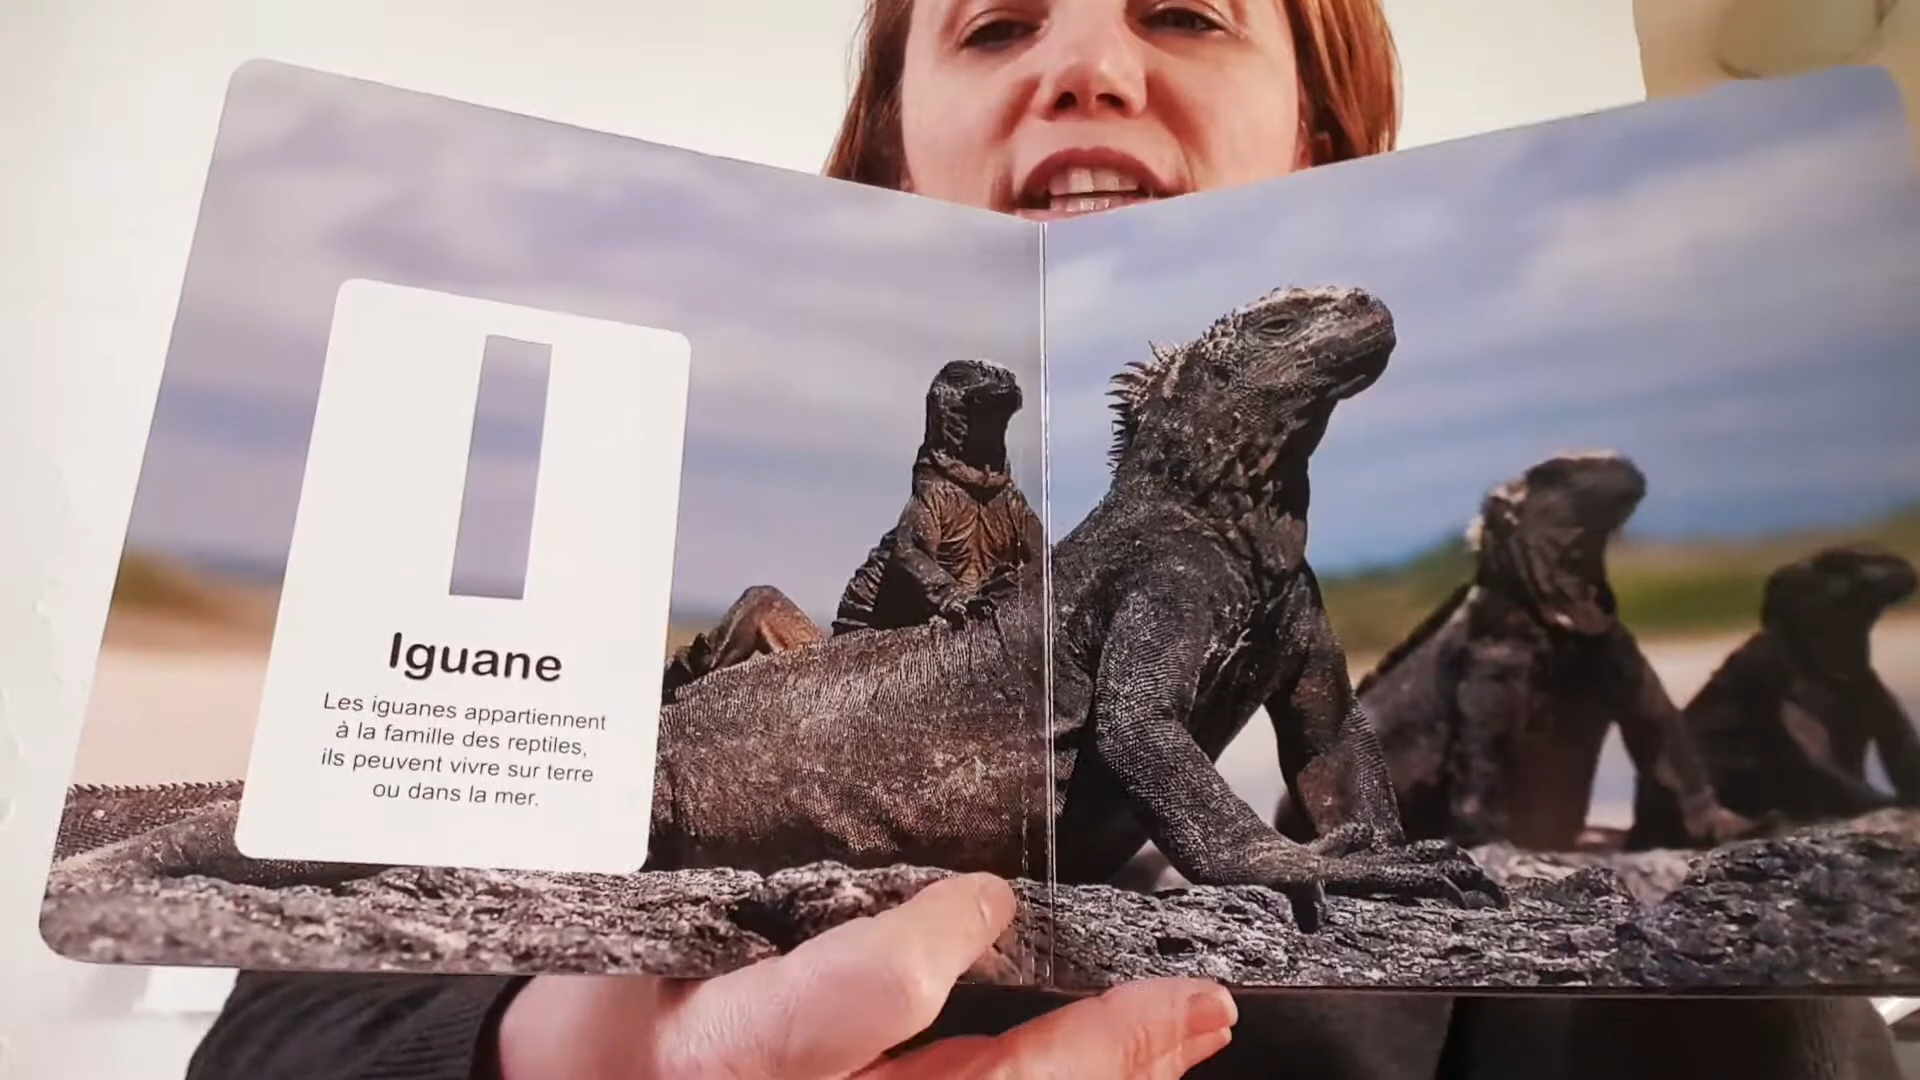 I
Iguane
Les iguanes appartiennent
à la famille des reptiles,
ils peuvent vivre sur terre
ou dans la mer.